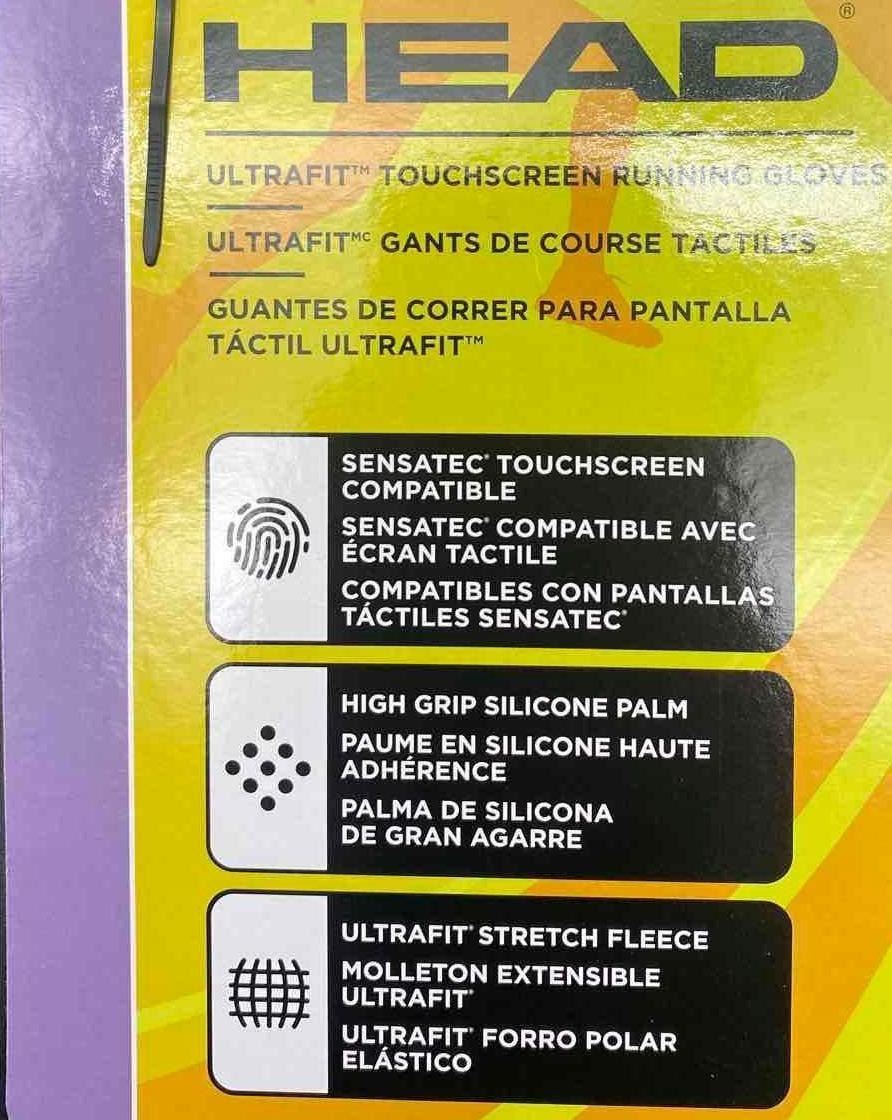 HEAD®
ULTRAFIT™ TOUCHSCREEN RUNNING GLOVES
ULTRAFITᴹᶜ GANTS DE COURSE TACTILES
GUANTES DE CORRER PARA PANTALLA
TÁCTIL ULTRAFIT™
SENSATEC® TOUCHSCREEN
COMPATIBLE
SENSATEC® COMPATIBLE AVEC
ÉCRAN TACTILE
COMPATIBLES CON PANTALLAS
TÁCTILES SENSATEC®
HIGH GRIP SILICONE PALM
PAUME EN SILICONE HAUTE
ADHÉRENCE
PALMA DE SILICONA
DE GRAN AGARRE
ULTRAFIT® STRETCH FLEECE
MOLLETON EXTENSIBLE
ULTRAFIT®
ULTRAFIT® FORRO POLAR
ELÁSTICO